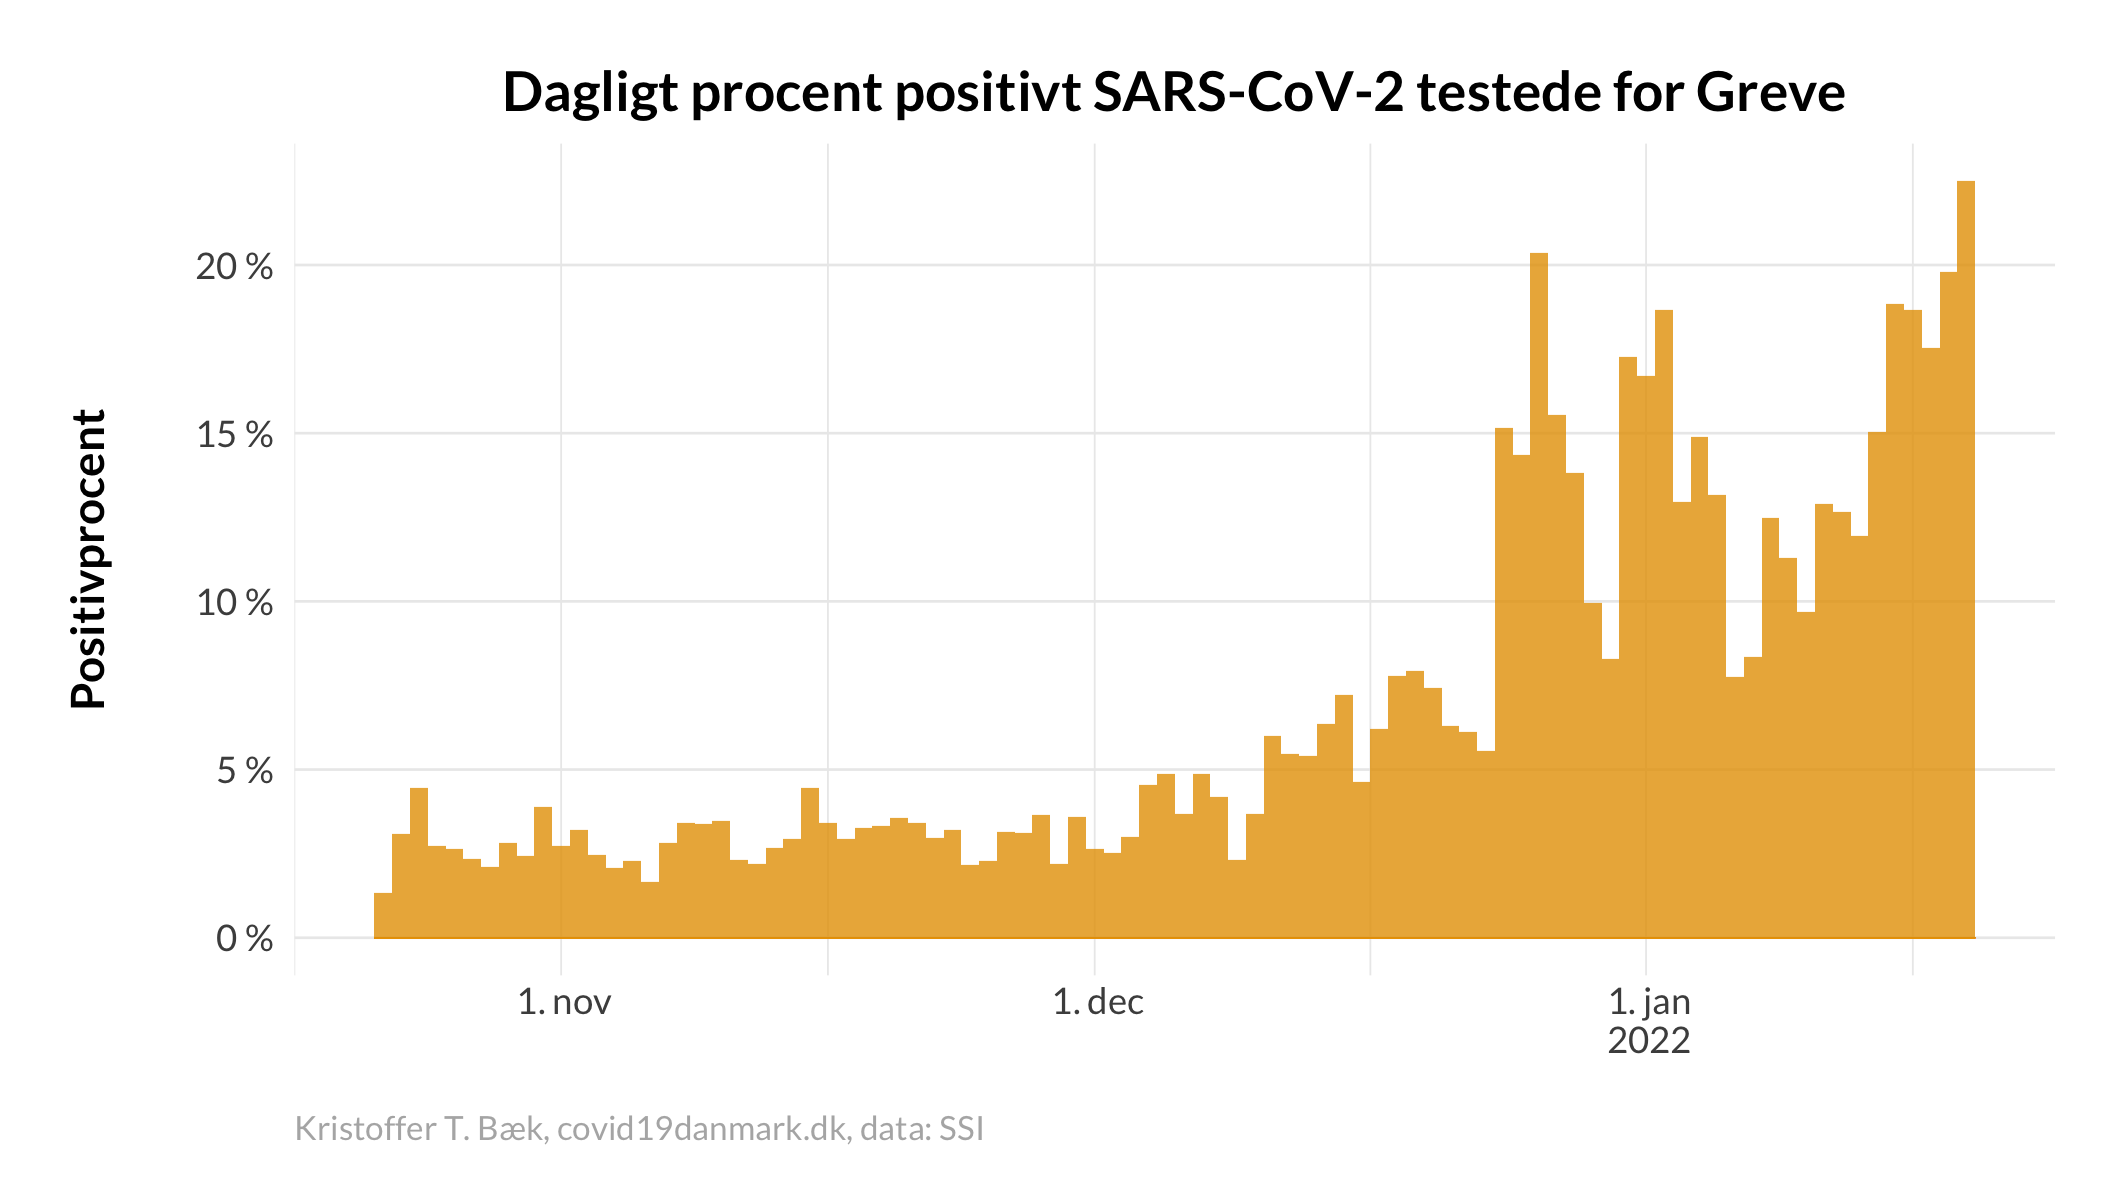 Dagligt procent positivt SARS-CoV-2 testede for Greve
Positivprocent
20 %
15 %
10 %
5 %
0 %
1. nov
1. dec
1. jan
2022
Kristoffer T. Bæk, covid19danmark.dk, data: SSI